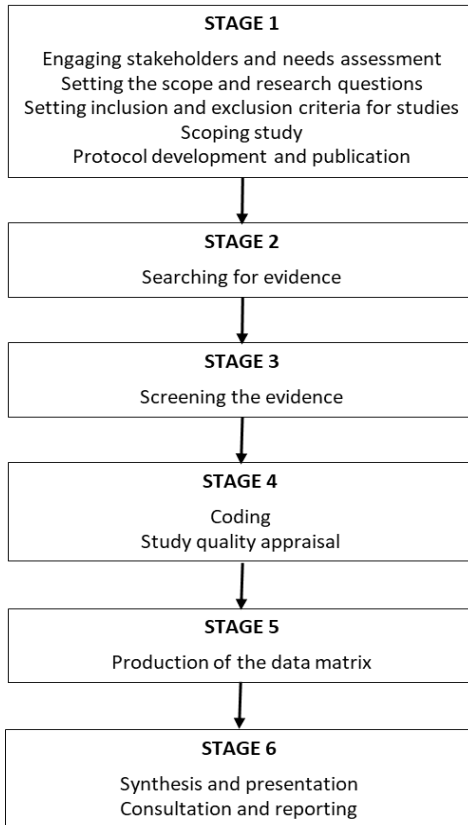 STAGE 1
Engaging stakeholders and needs assessment
Setting the scope and research questions
Setting inclusion and exclusion criteria for studies
Scoping study
Protocol development and publication
STAGE 2
Searching for evidence
STAGE 3
Screening the evidence
STAGE 4
Coding
Study quality appraisal
STAGE 5
Production of the data matrix
STAGE 6
Synthesis and presentation
Consultation and reporting